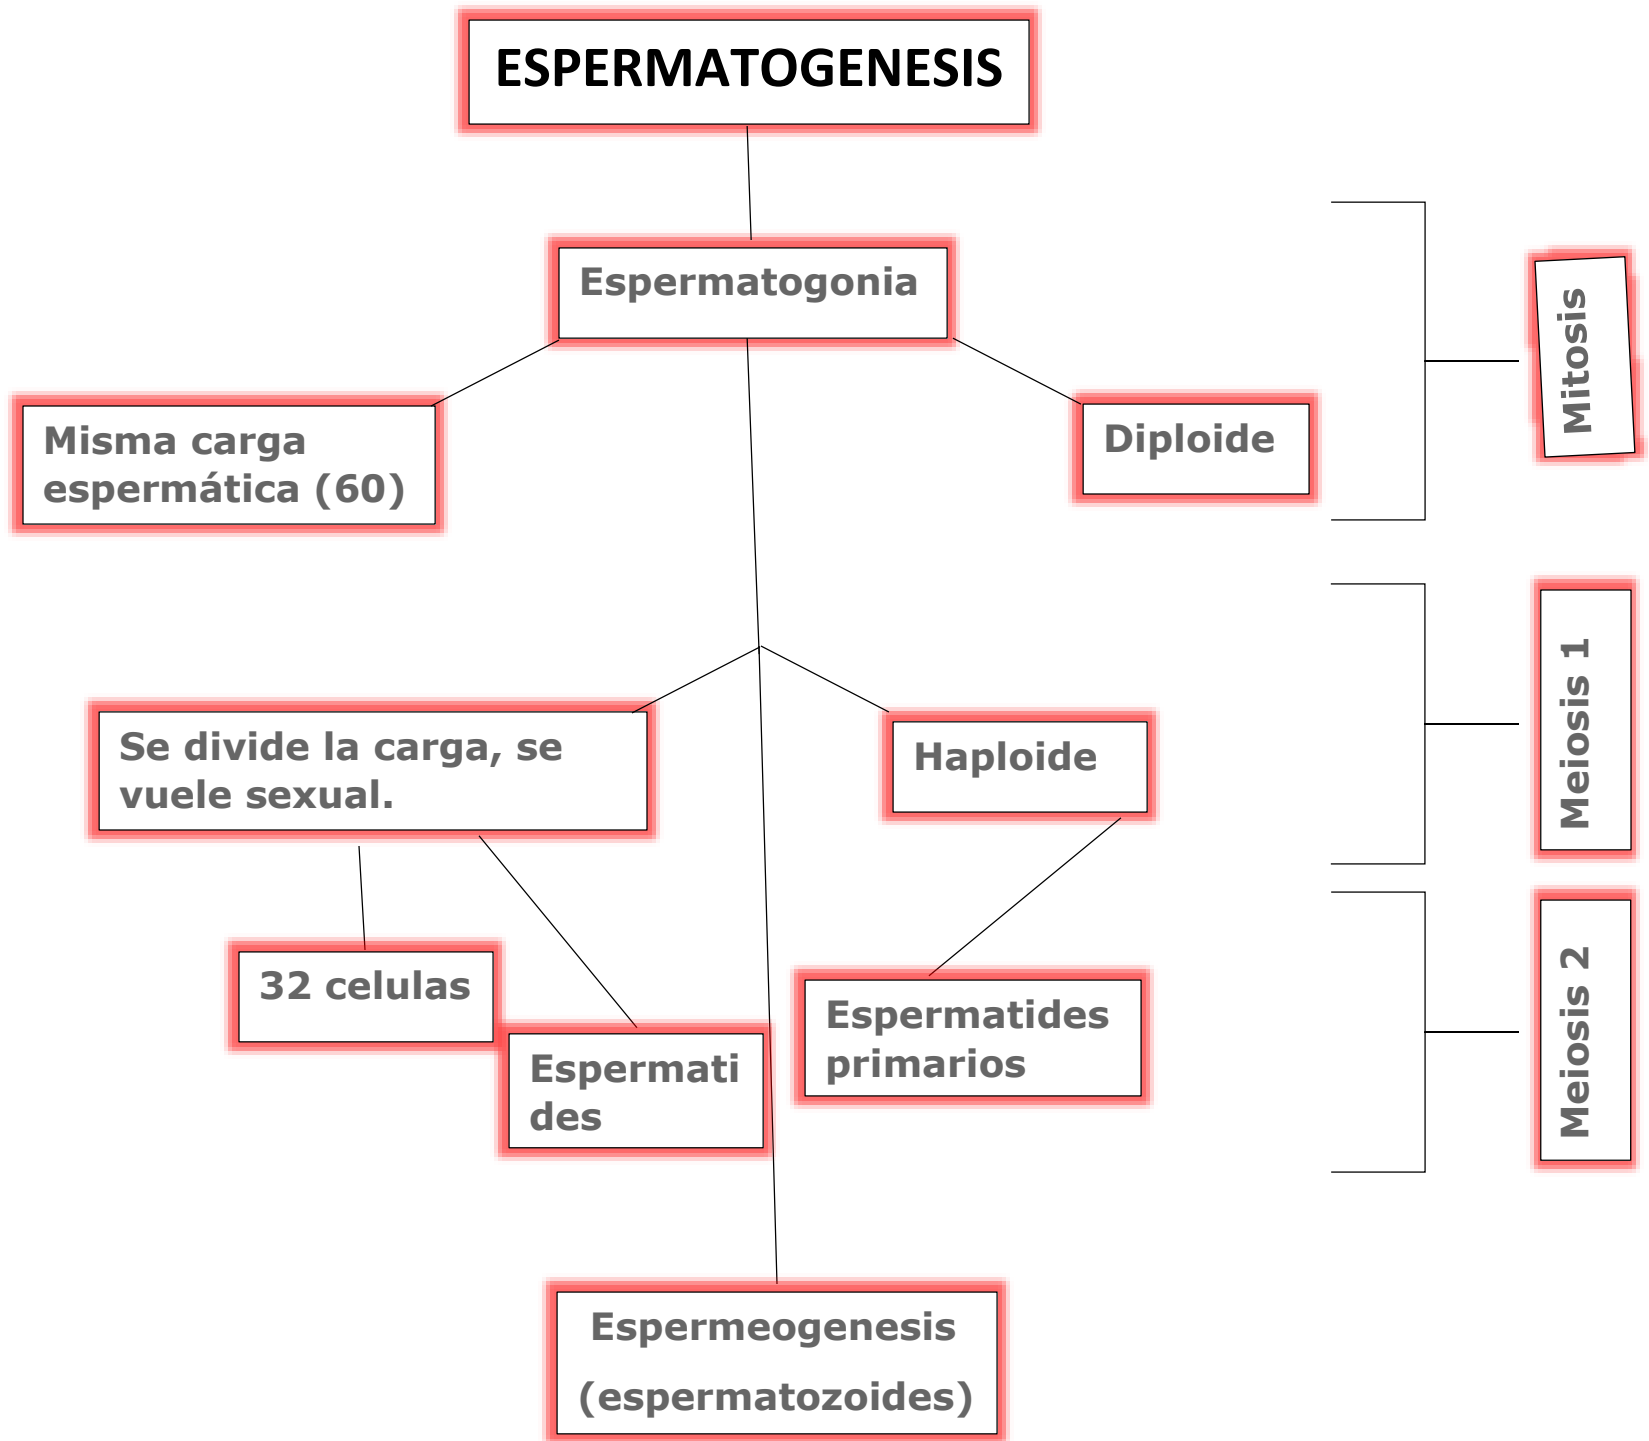 ESPERMATOGENESIS
Espermatogonia
Mitosis
Misma carga
espermática (60)
Diploide
Se divide la carga, se
vuele sexual.
Haploide
Meiosis 1
32 celulas
Espermati
des
Espermatides
primarios
Meiosis 2
Espermeogenesis
(espermatozoides)